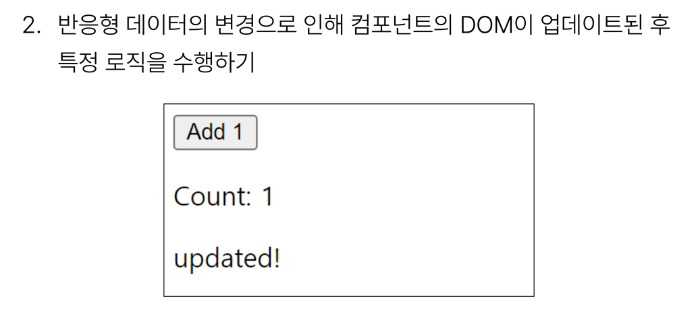 2. 반응형 데이터의 변경으로 인해 컴포넌트의 DOM이 업데이트된 후
특정 로직을 수행하기
Add 1
Count: 1
updated!